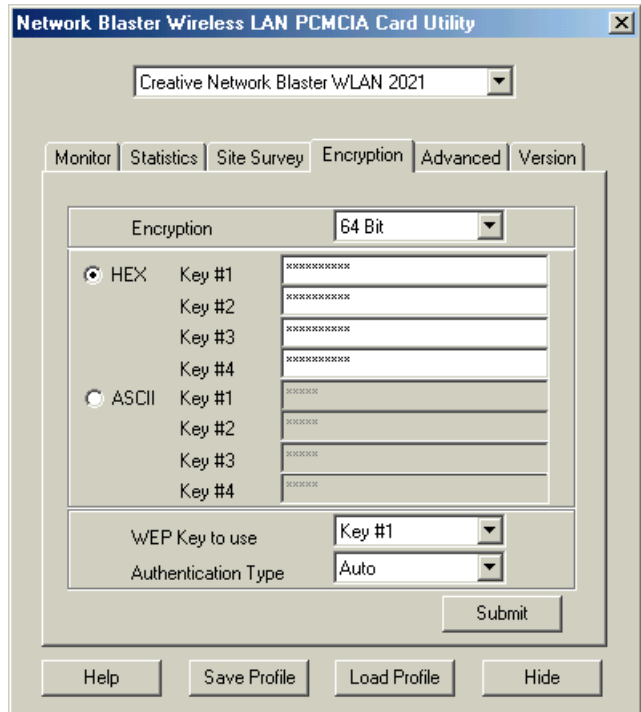 Network Blaster Wireless LAN PCMCIA Card Utility
Creative Network Blaster WLAN 2021
Monitor Statistics Site Survey Encryption Advanced Version
Encryption 64 Bit
HEX Key #1 **********
Key #2 **********
Key #3 **********
Key #4 **********
ASCII Key #1 *****
Key #2 *****
Key #3 *****
Key #4 *****
WEP Key to use Key #1
Authentication Type Auto
Submit
Help Save Profile Load Profile Hide